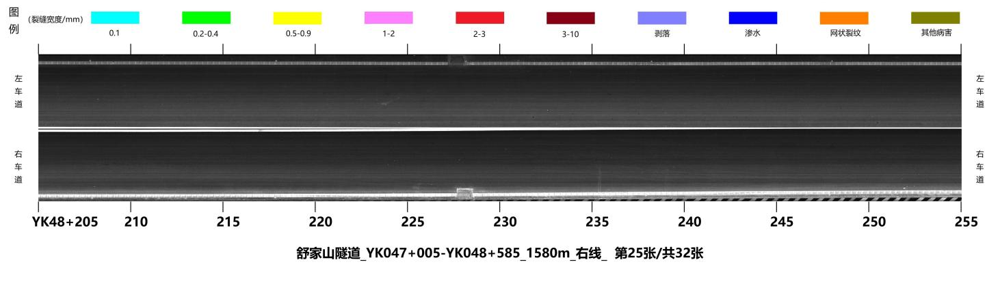 图例
(裂缝宽度/mm)
0.1 0.2-0.4 0.5-0.9 1-2 2-3 3-10 剥落 渗水 网状裂纹 其他病害
左车道
左车道
右车道
右车道
YK48+205 210 215 220 225 230 235 240 245 250 255
舒家山隧道_YK047+005-YK048+585_1580m_右线_ 第25张/共32张